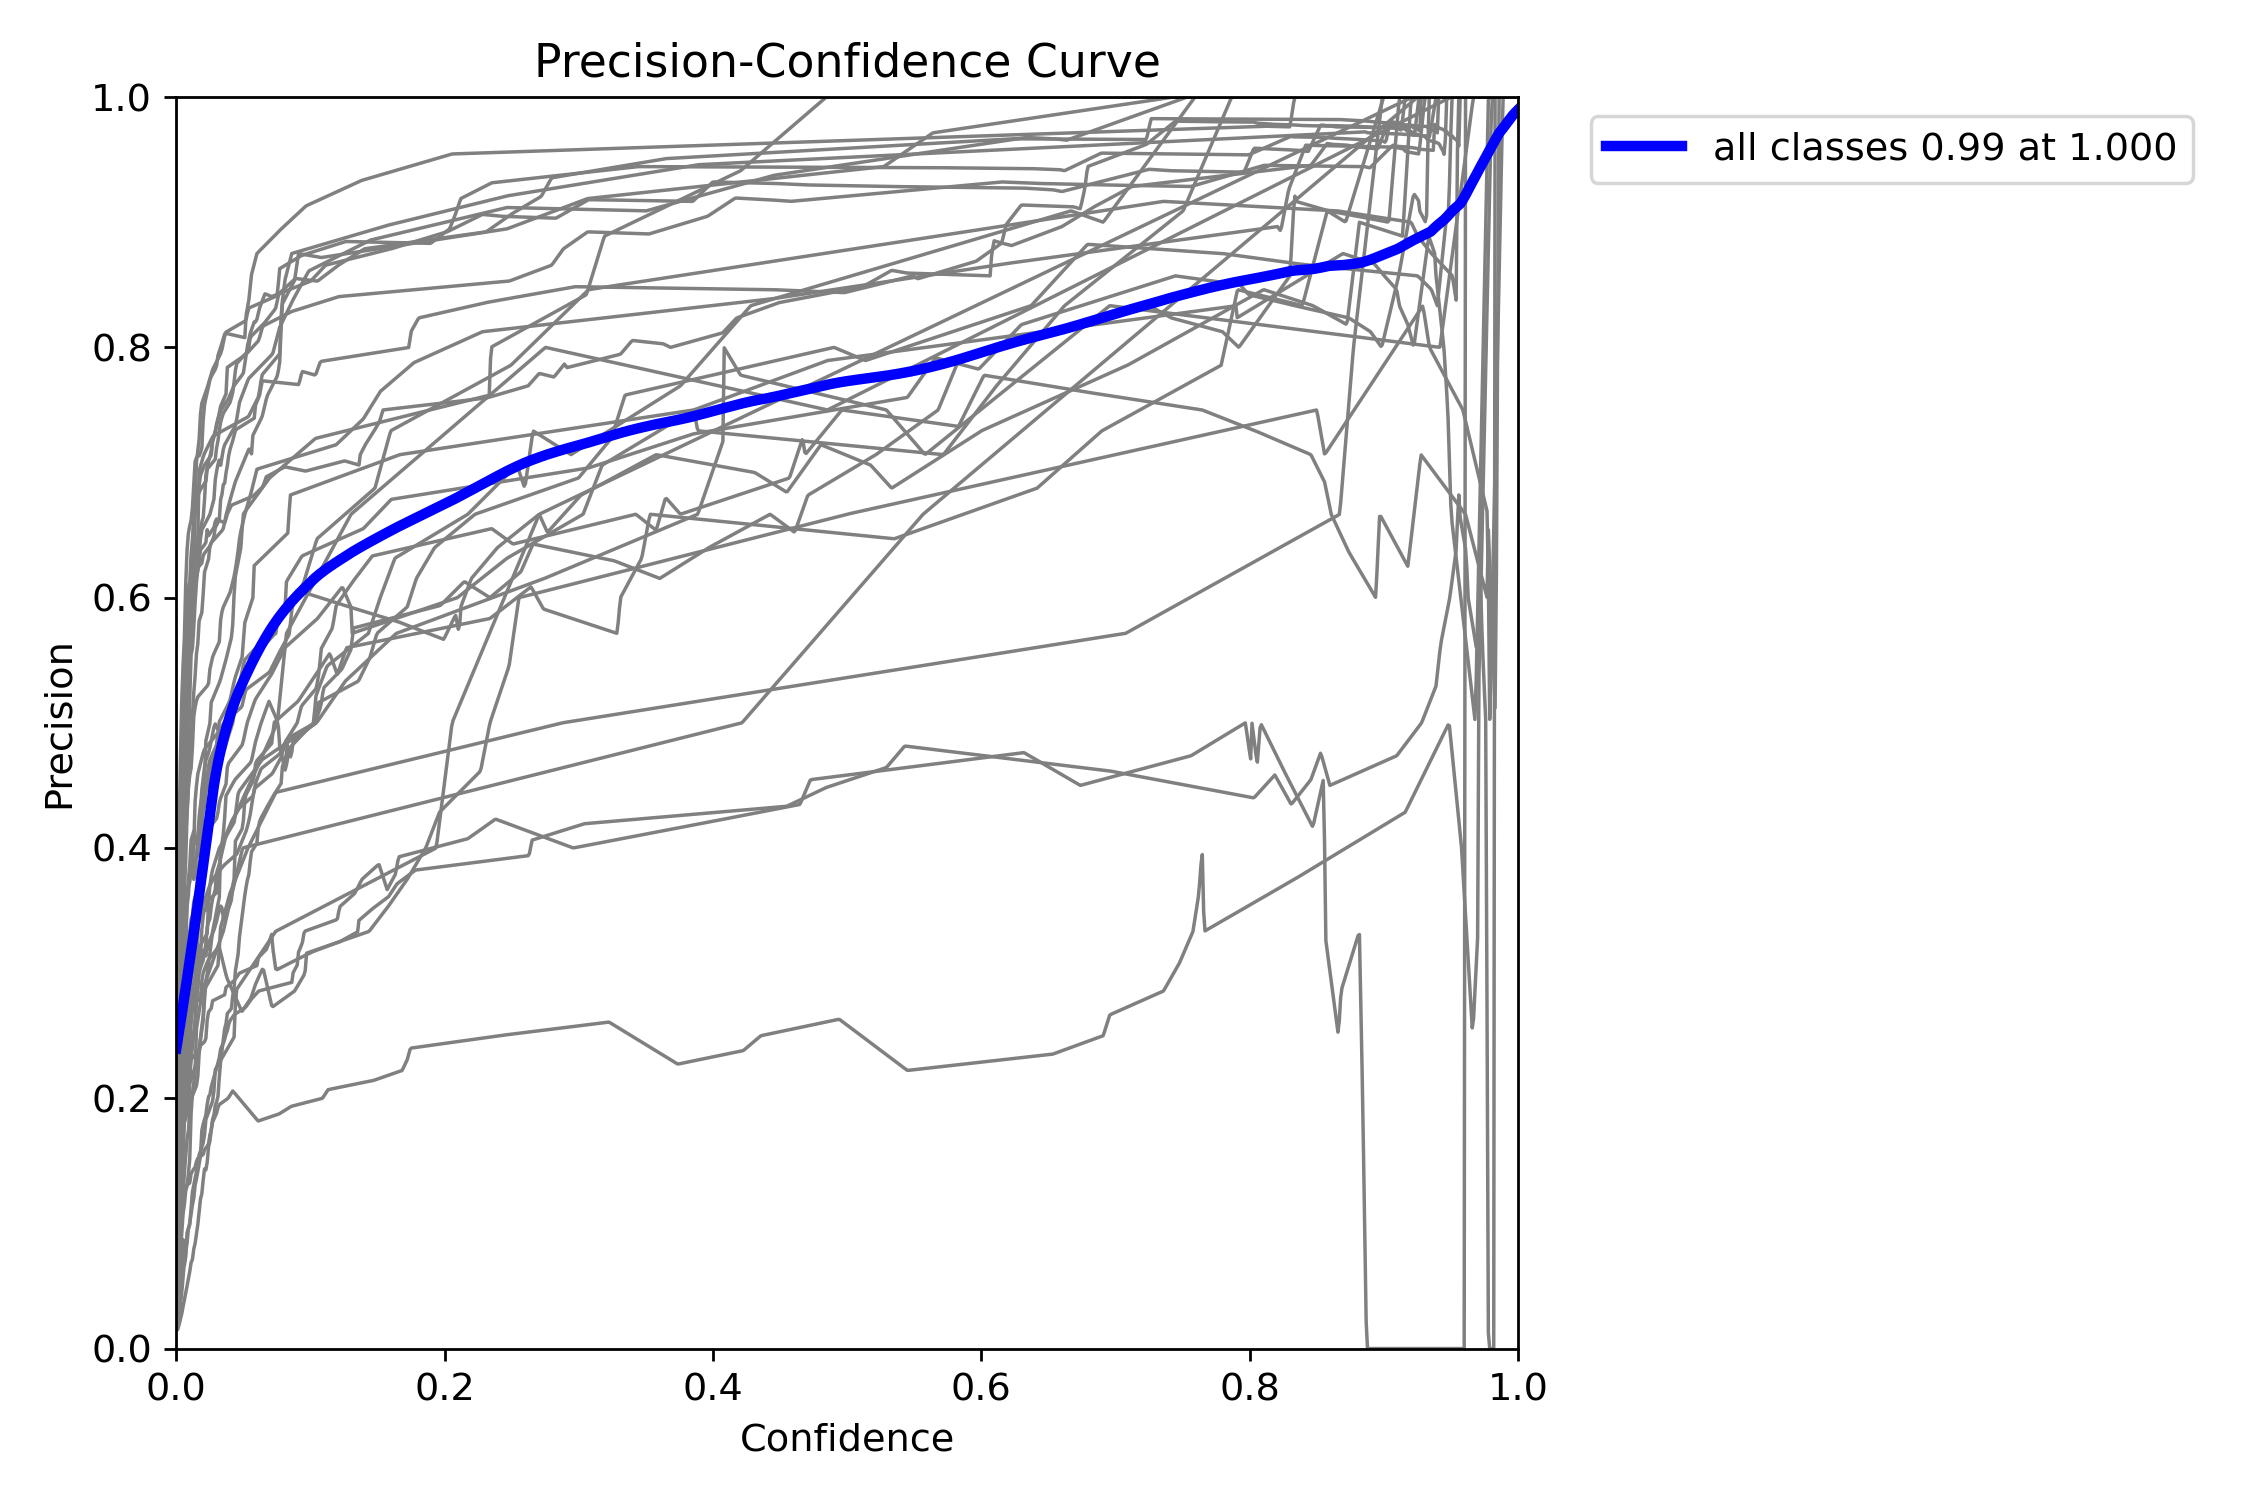 Precision-Confidence Curve
all classes 0.99 at 1.000
Precision
1.0
0.8
0.6
0.4
0.2
0.0
0.0 0.2 0.4 0.6 0.8 1.0
Confidence